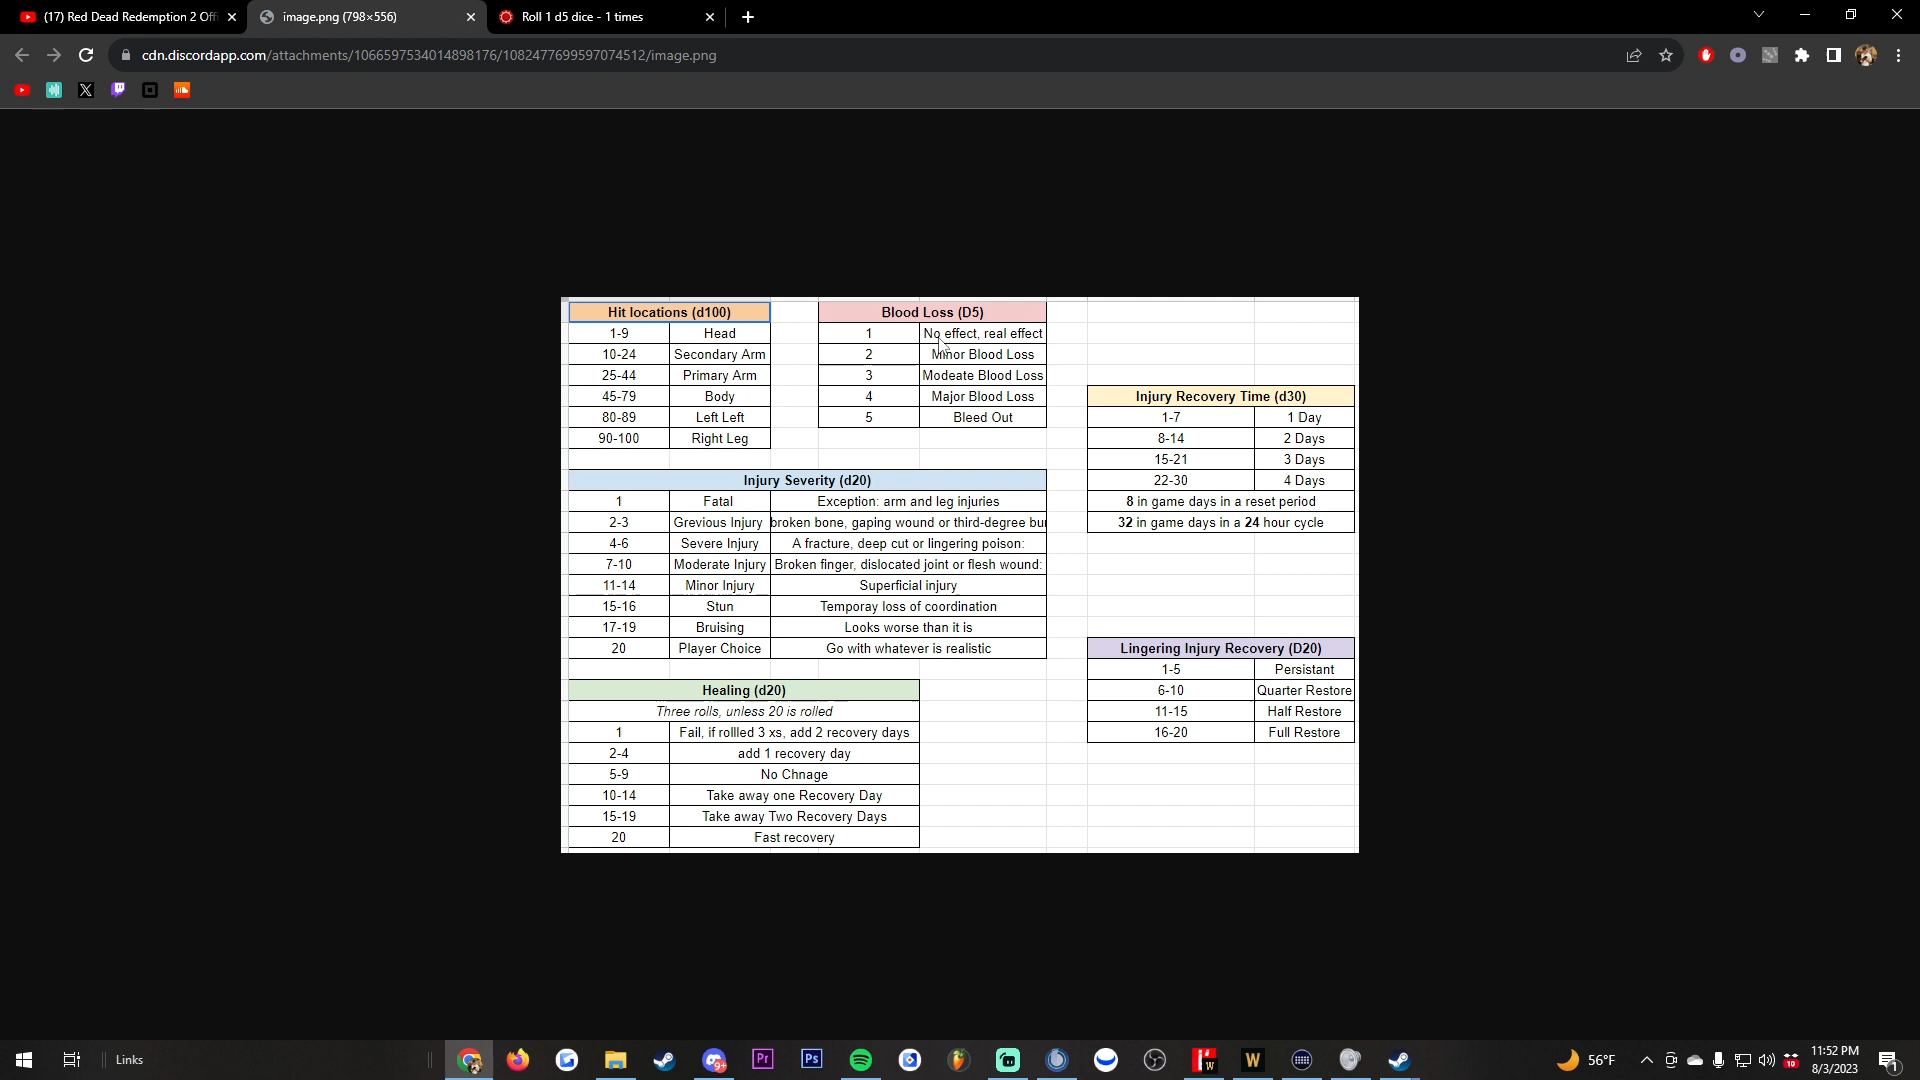 (17) Red Dead Redemption 2 Offi
image.png (798×556)
Roll 1 d5 dice - 1 times
cdn.discordapp.com/attachments/1066597534014898176/1082477699597074512/image.png
Hit locations (d100)
1-9 Head
10-24 Secondary Arm
25-44 Primary Arm
45-79 Body
80-89 Left Left
90-100 Right Leg
Blood Loss (D5)
1 No effect, real effect
2 Minor Blood Loss
3 Modeate Blood Loss
4 Major Blood Loss
5 Bleed Out
Injury Recovery Time (d30)
1-7 1 Day
8-14 2 Days
15-21 3 Days
22-30 4 Days
8 in game days in a reset period
32 in game days in a 24 hour cycle
Injury Severity (d20)
1 Fatal Exception: arm and leg injuries
2-3 Grevious Injury broken bone, gaping wound or third-degree bur
4-6 Severe Injury A fracture, deep cut or lingering poison:
7-10 Moderate Injury Broken finger, dislocated joint or flesh wound:
11-14 Minor Injury Superficial injury
15-16 Stun Temporay loss of coordination
17-19 Bruising Looks worse than it is
20 Player Choice Go with whatever is realistic
Lingering Injury Recovery (D20)
1-5 Persistant
6-10 Quarter Restore
11-15 Half Restore
16-20 Full Restore
Healing (d20)
Three rolls, unless 20 is rolled
1 Fail, if rollled 3 xs, add 2 recovery days
2-4 add 1 recovery day
5-9 No Chnage
10-14 Take away one Recovery Day
15-19 Take away Two Recovery Days
20 Fast recovery
Links
9+
Pr
Ps
W
W
56°F
10
11:52 PM
8/3/2023
1